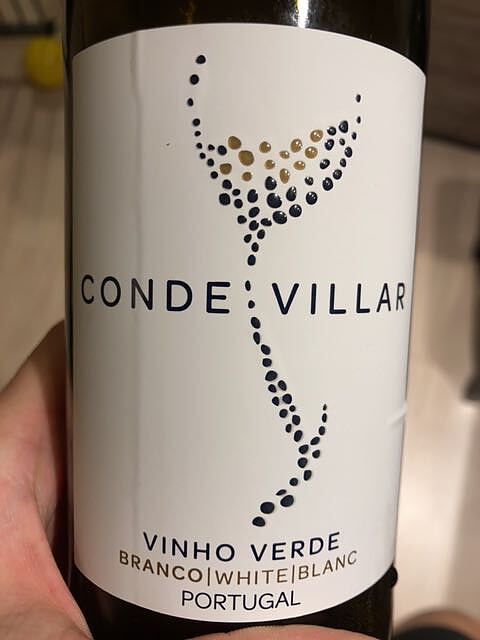 CONDE VILLAR
VINHO VERDE
BRANCO|WHITE|BLANC
PORTUGAL